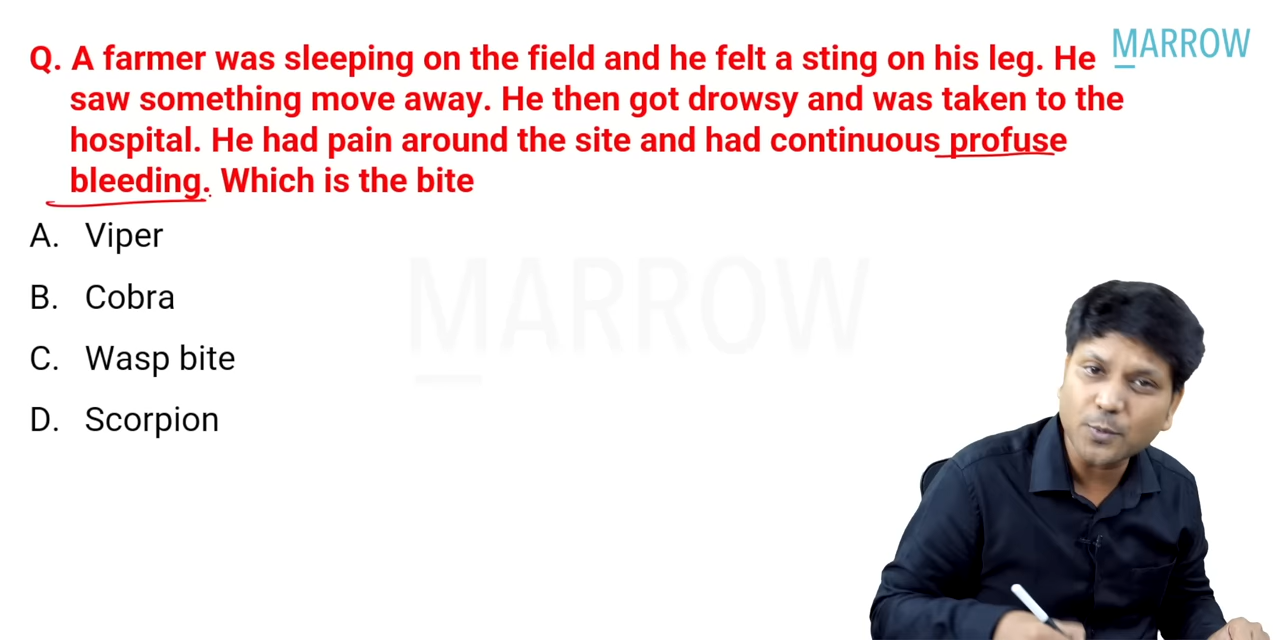 MARROW
Q. A farmer was sleeping on the field and he felt a sting on his leg. He
saw something move away. He then got drowsy and was taken to the
hospital. He had pain around the site and had continuous profuse
bleeding. Which is the bite
A. Viper
B. Cobra
C. Wasp bite
D. Scorpion
MARROW